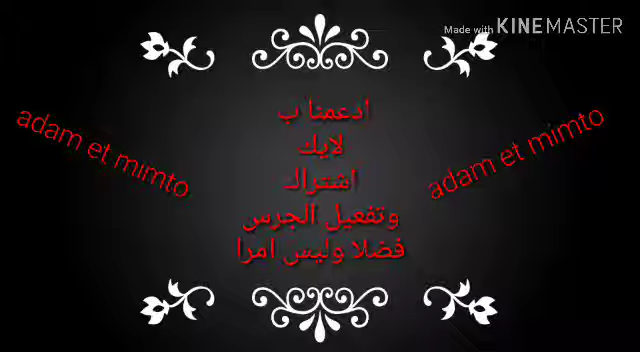 Made with KINEMASTER
adam et mimto
adam et mimto
ادعمنا ب
لايك
اشتراك
وتفعيل الجرس
فضلا وليس امرا